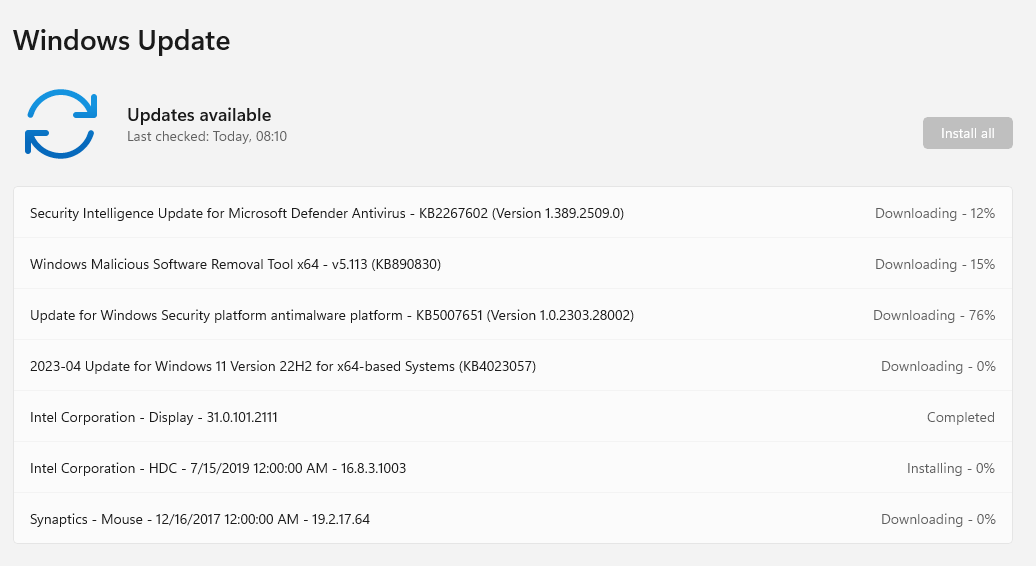 Windows Update
Updates available
Last checked: Today, 08:10
Install all
Security Intelligence Update for Microsoft Defender Antivirus - KB2267602 (Version 1.389.2509.0) Downloading - 12%
Windows Malicious Software Removal Tool x64 - v5.113 (KB890830) Downloading - 15%
Update for Windows Security platform antimalware platform - KB5007651 (Version 1.0.2303.28002) Downloading - 76%
2023-04 Update for Windows 11 Version 22H2 for x64-based Systems (KB4023057) Downloading - 0%
Intel Corporation - Display - 31.0.101.2111 Completed
Intel Corporation - HDC - 7/15/2019 12:00:00 AM - 16.8.3.1003 Installing - 0%
Synaptics - Mouse - 12/16/2017 12:00:00 AM - 19.2.17.64 Downloading - 0%